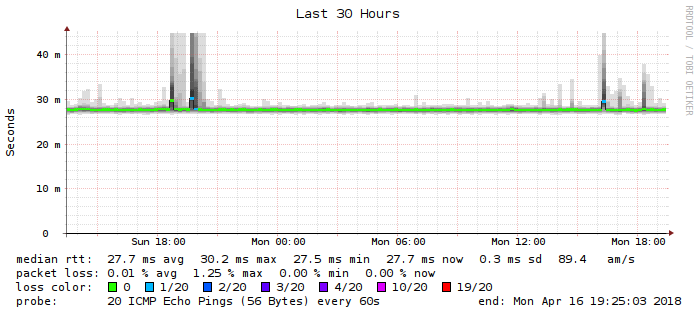 Last 30 Hours
RRDTOOL / TOBI OETIKER
Seconds
40 m
30 m
20 m
10 m
0
Sun 18:00 Mon 00:00 Mon 06:00 Mon 12:00 Mon 18:00
median rtt: 27.7 ms avg 30.2 ms max 27.5 ms min 27.7 ms now 0.3 ms sd 89.4 am/s
packet loss: 0.01 % avg 1.25 % max 0.00 % min 0.00 % now
loss color: 0 1/20 2/20 3/20 4/20 10/20 19/20
probe: 20 ICMP Echo Pings (56 Bytes) every 60s end: Mon Apr 16 19:25:03 2018